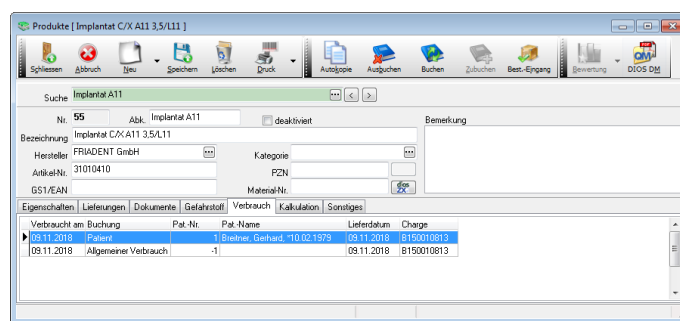 Produkte [ Implantat C/X A11 3,5/L11 ]
Schliessen Abbruch Neu Speichern Löschen Druck Autokopie Ausbuchen Buchen Zubuchen Best.-Eingang Bewertung DIOS DM
QM
Suche Implantat A11
Nr. 55 Abk. Implantat A11 deaktiviert Bemerkung
Bezeichnung Implantat C/X A11 3,5/L11
Hersteller FRIADENT GmbH Kategorie
Artikel-Nr. 31010410 PZN
GS1/EAN Material-Nr. dios ZX
Eigenschaften Lieferungen Dokumente Gefahrstoff Verbrauch Kalkulation Sonstiges
Verbraucht am Buchung Pat.-Nr. Pat.-Name Lieferdatum Charge
09.11.2018 Patient 1 Breitner, Gerhard, *10.02.1979 09.11.2018 B150010813
09.11.2018 Allgemeiner Verbrauch -1 09.11.2018 B150010813